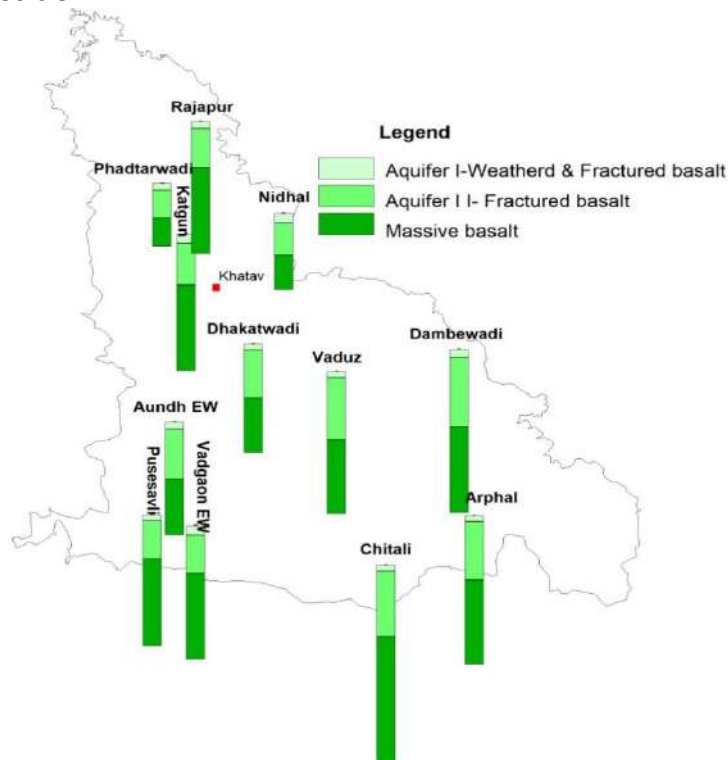 Rajapur
Legend
Phadtarwadi
Aquifer I-Weatherd & Fractured basalt
Katgun
Nidhal
Aquifer I I- Fractured basalt
Massive basalt
Khatav
Dhakatwadi
Vaduz
Dambewadi
Aundh EW
Pusesavli
Vadgaon EW
Arphal
Chitali